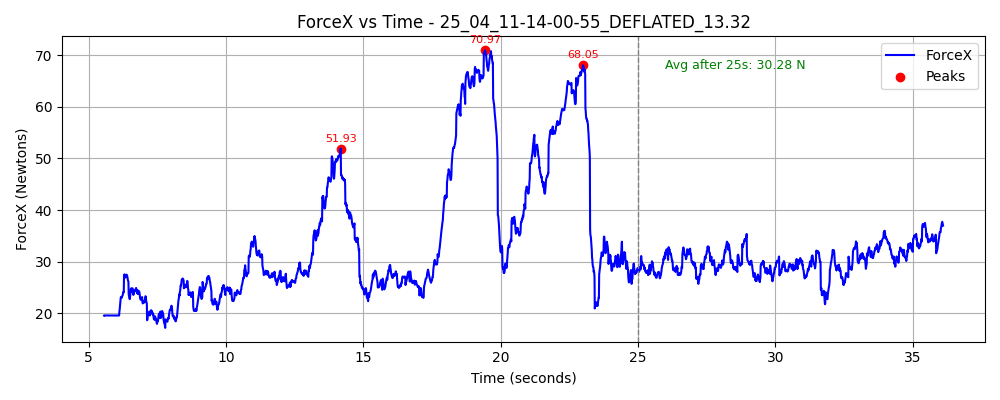 ForceX vs Time - 25_04_11-14-00-55_DEFLATED_13.32
70.97
68.05
51.93
Avg after 25s: 30.28 N
ForceX
Peaks
ForceX (Newtons)
70
60
50
40
30
20
5
10
15
20
25
30
35
Time (seconds)